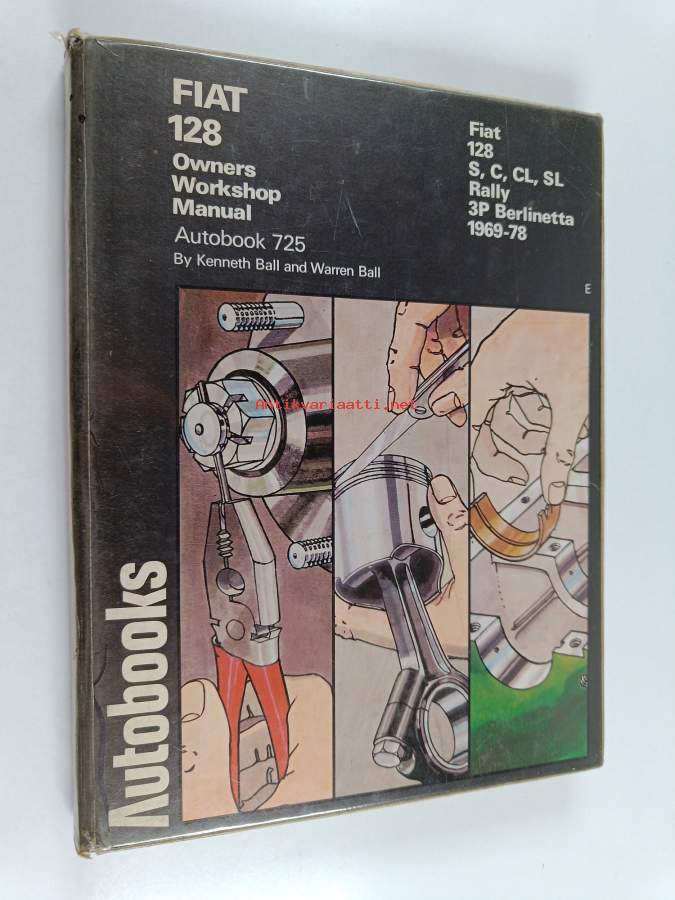 FIAT
128
Owners
Workshop
Manual
Autobook 725
By Kenneth Ball and Warren Ball
Fiat
128
S, C, CL, SL
Rally
3P Berlinetta
1969-78
E
Antikvariaatti.net
Autobooks